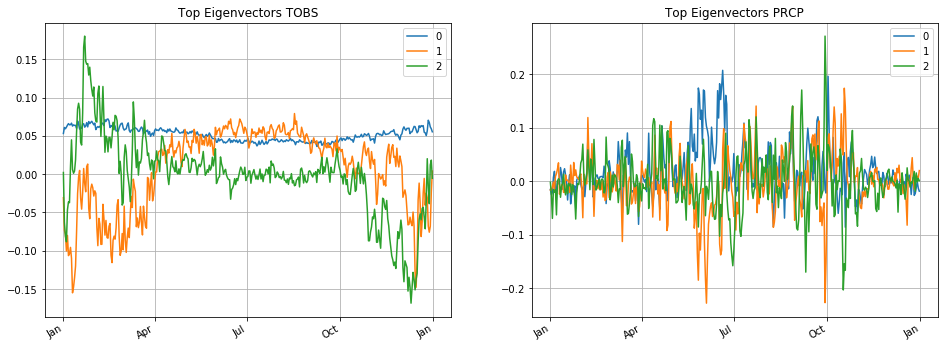 Top Eigenvectors TOBS
0
1
2
0.15
0.10
0.05
0.00
−0.05
−0.10
−0.15
Jan
Apr
Jul
Oct
Jan
Top Eigenvectors PRCP
0
1
2
0.2
0.1
0.0
−0.1
−0.2
Jan
Apr
Jul
Oct
Jan